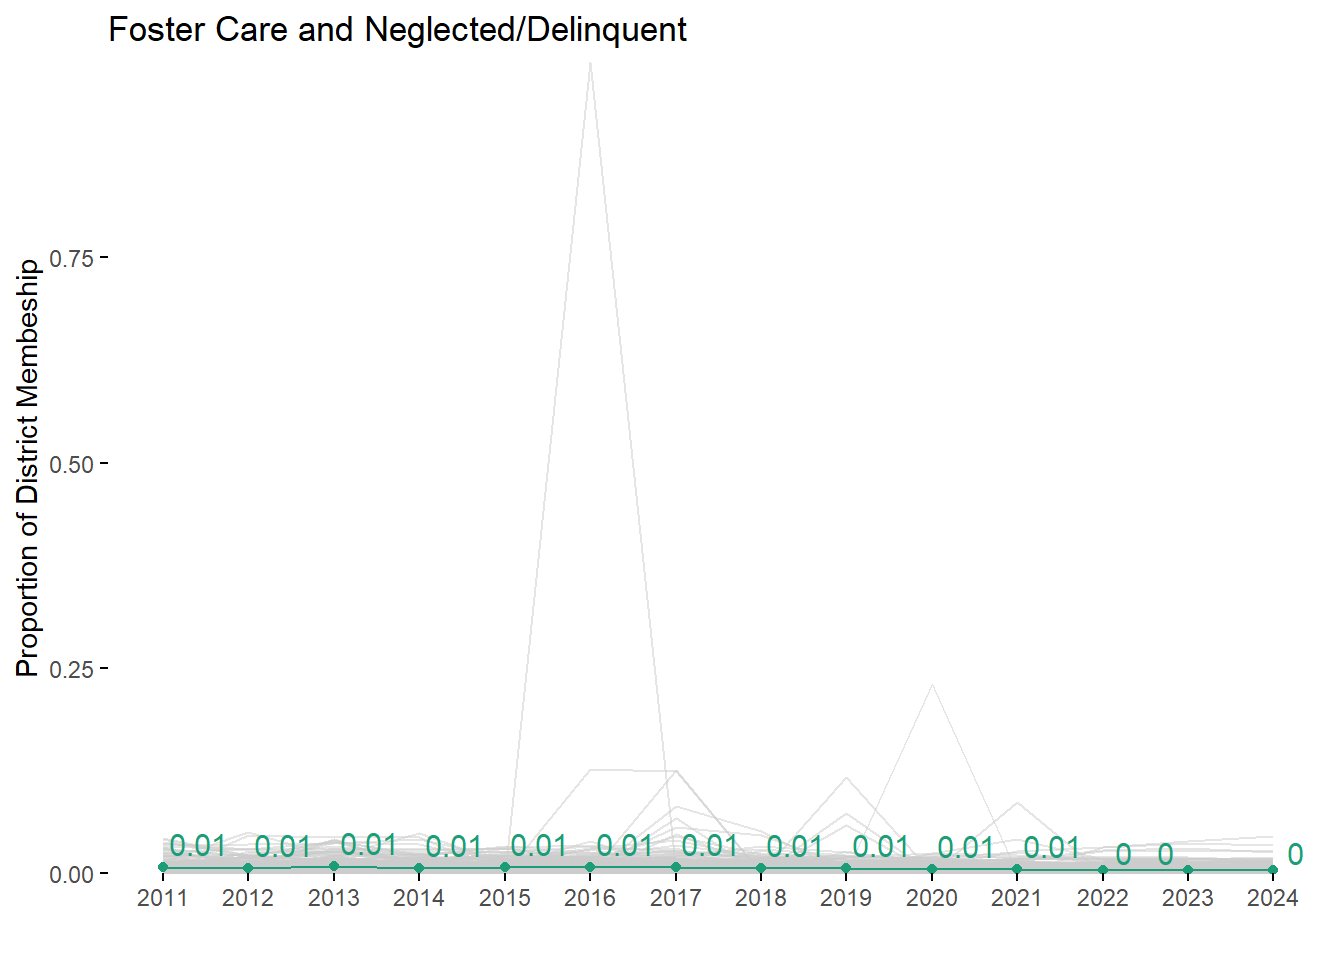 Foster Care and Neglected/Delinquent
Proportion of District Membeship
0.75
0.50
0.25
0.00
0.01 0.01 0.01 0.01 0.01 0.01 0.01 0.01 0.01 0.01 0.01 0 0 0
2011 2012 2013 2014 2015 2016 2017 2018 2019 2020 2021 2022 2023 2024